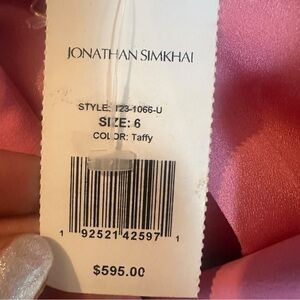 JONATHAN SIMKHAI
STYLE: 123-1066-U
SIZE: 6
COLOR: Taffy
1 92521 42597 1
$595.00